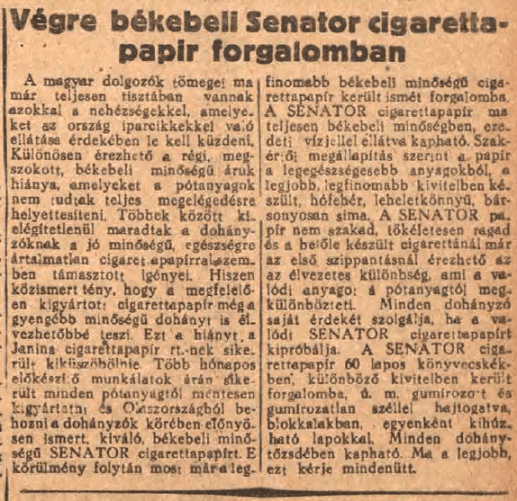 Végre békebeli Senator cigaretta-
papir forgalomban
A magyar dolgozók tömegei ma
már teljesen tisztában vannak
azokkal a nehézségekkel, amelye-
ket az ország iparcikkekkel való
ellátása érdekében le kell küzdeni.
Különösen érezhető a régi, meg-
szokott, békebeli minőségű áruk
hiánya, amelyeket a pótanyagok
nem tudtak teljes megelégedésre
helyettesiteni. Többek között ki-
elégitetlenül maradtak a dohány-
zóknak a jó minőségű, egészségre
ártalmatlan cigarettapapirral szem-
ben támasztott igényei. Hiszen
közismert tény, hogy a megfelelő-
en kigyártott cigarettapapir még a
gyengébb minőségű dohányt is él-
vezhetőbbé teszi. Ezt a hiányt a
Janina cigarettapapir rt.-nek sike-
rült kiküszöbölnie. Több hónapos
előkészitő munkálatok árán sike-
rült minden pótanyagtól mentesen
kigyártatni és Olaszországból be-
hozni a dohányzók körében előnyö-
sen ismert, kiváló, békebeli minő-
ségű SENATOR cigarettapapirt. E
körülmény folytán most már a leg-
finomabb békebeli minőségű ciga-
rettapapir került ismét forgalomba.
A SENATOR cigarettapapir ma
teljesen békebeli minőségben, ere-
deti vizjellel ellátva kapható. Szak-
értői megállapitás szerint a papir
a legegészségesebb anyagokból, a
legjobb, legfinomabb kivitelben ké-
szült, hófehér, leheletkönnyű, bár-
sonyosan sima. A SENATOR pa-
pir nem szakad, tökéletesen ragad
és a belőle készült cigarettánál már
az első szippantásnál érezhető az
az élvezetes különbség, ami a va-
lódi anyagot a pótanyagtól meg-
különbözteti. Minden dohányzó
saját érdekét szolgálja, ha a va-
lódi SENATOR cigarettapapirt
kipróbálja. A SENATOR ciga-
rettapapir 60 lapos könyvecskék-
ben, különböző kivitelben került
forgalomba, ú. m. gumirozott és
gumirozatlan széllel hajtogatva,
blokkalakban, egyenként kihúz-
ható lapokkal. Minden dohány-
tőzsdében kapható. Ma a legjobb,
ezt kérje mindenütt.